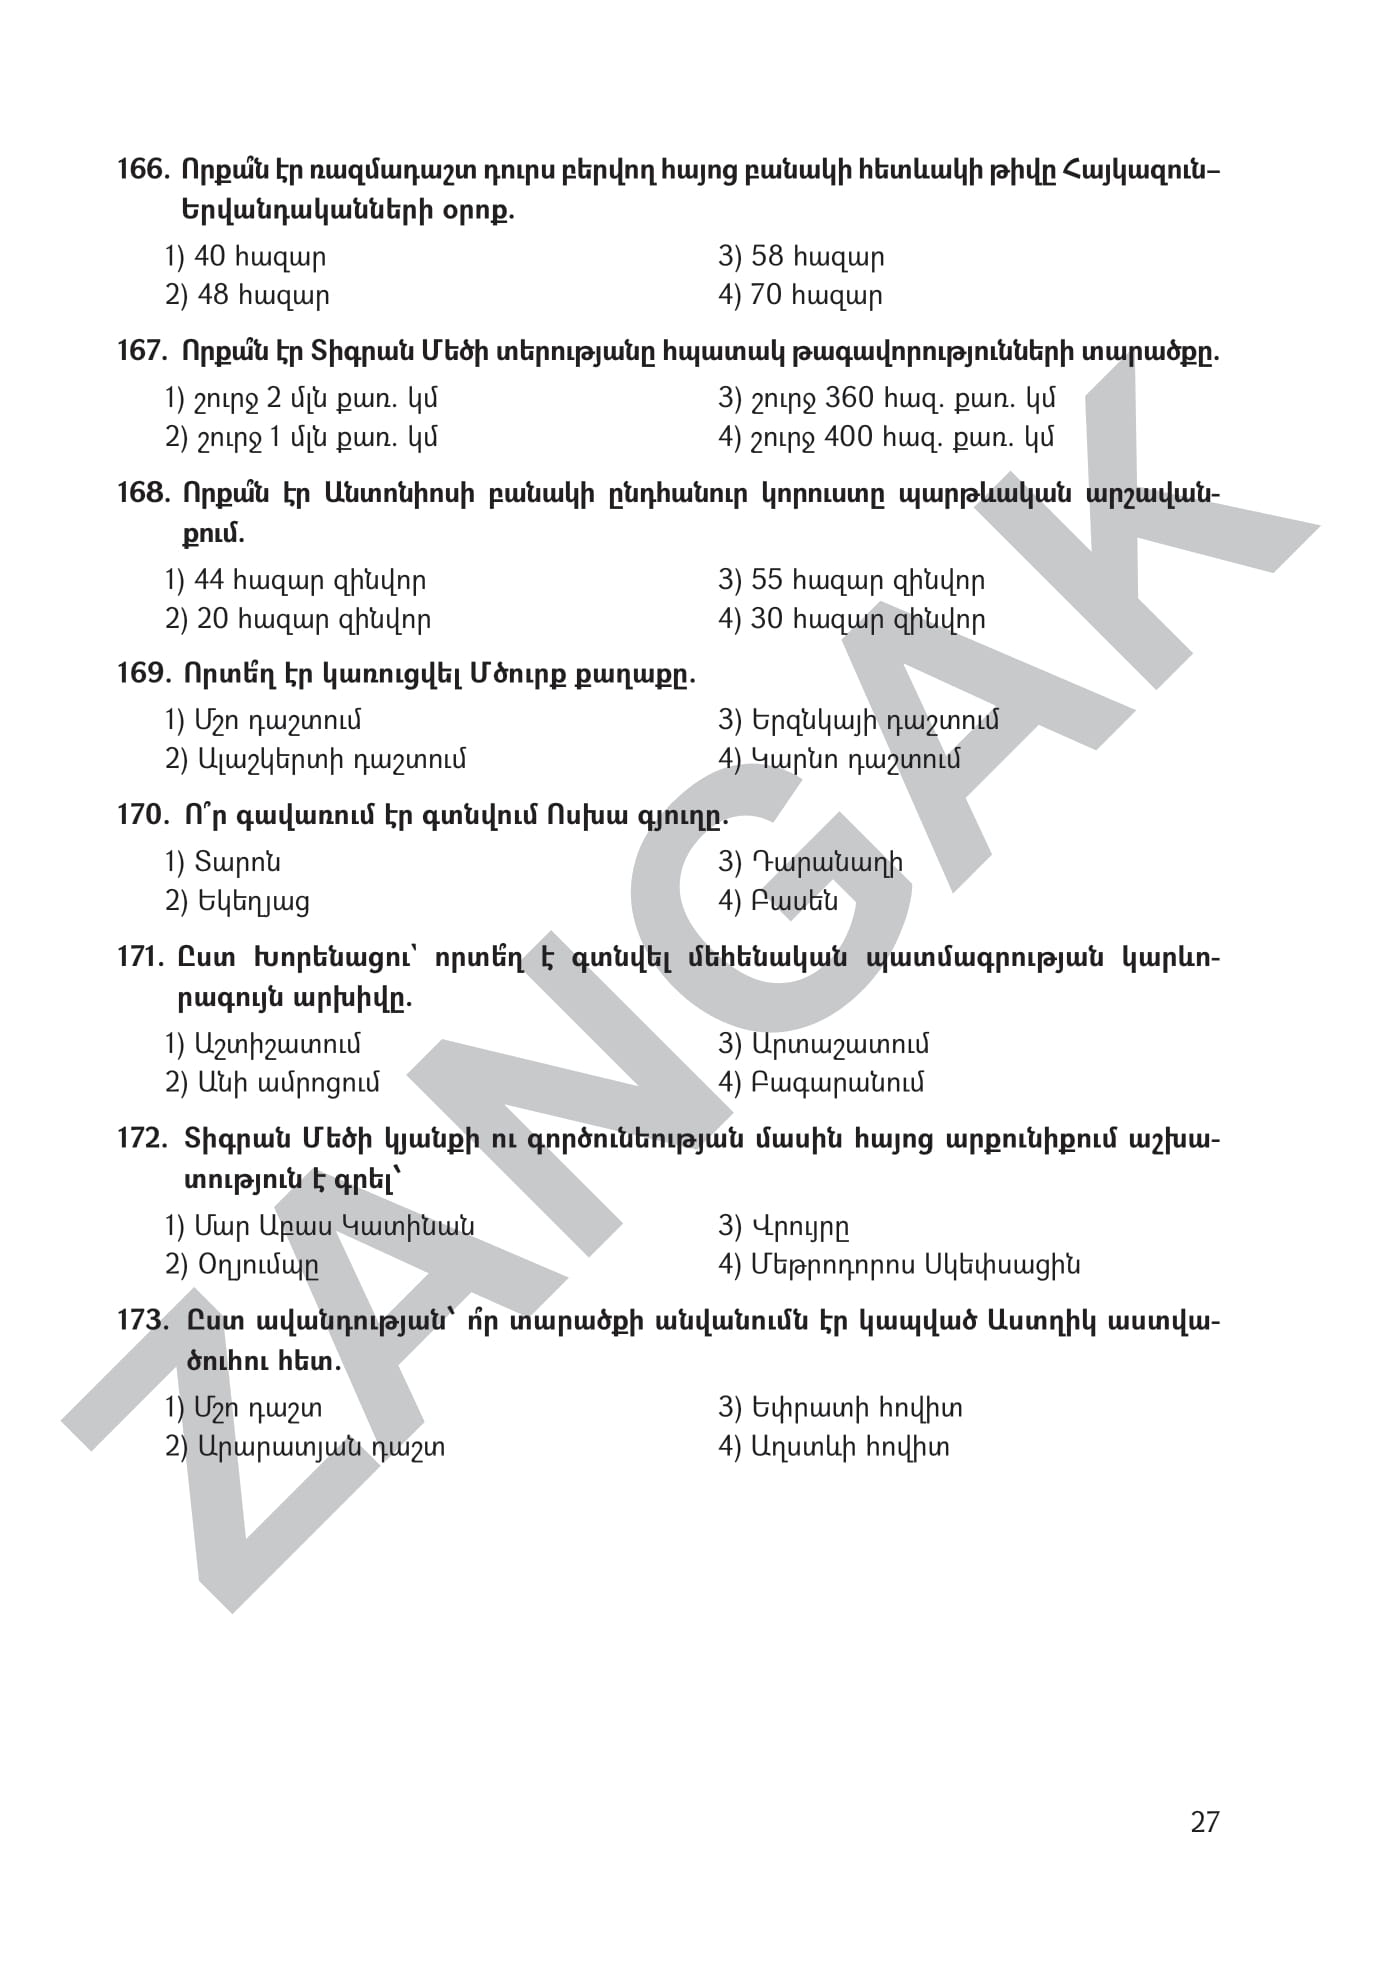 166. Որքա՞ն էր ռազմադաշտ դուրս բերվող հայոց բանակի հետևակի թիվը Հայկազուն–
Երվանդականների օրոք.
1) 40 հազար
3) 58 հազար
2) 48 հազար
4) 70 հազար
167. Որքա՞ն էր Տիգրան Մեծի տերությանը հպատակ թագավորությունների տարածքը.
1) շուրջ 2 մլն քառ. կմ
3) շուրջ 360 հազ. քառ. կմ
2) շուրջ 1 մլն քառ. կմ
4) շուրջ 400 հազ. քառ. կմ
168. Որքա՞ն էր Անտոնիոսի բանակի ընդհանուր կորուստը պարթևական արշավան-
քում.
1) 44 հազար զինվոր
3) 55 հազար զինվոր
2) 20 հազար զինվոր
4) 30 հազար զինվոր
169. Որտե՞ղ էր կառուցվել Մծուրք քաղաքը.
1) Մշո դաշտում
3) Երզնկայի դաշտում
2) Ալաշկերտի դաշտում
4) Կարնո դաշտում
170. Ո՞ր գավառում էր գտնվում Ոսխա գյուղը.
1) Տարոն
3) Դարանաղի
2) Եկեղյաց
4) Բասեն
171. Ըստ Խորենացու՝ որտե՞ղ է գտնվել մեհենական պատմագրության կարևո-
րագույն արխիվը.
1) Աշտիշատում
3) Արտաշատում
2) Անի ամրոցում
4) Բագարանում
172. Տիգրան Մեծի կյանքի ու գործունեության մասին հայոց արքունիքում աշխա-
տություն է գրել՝
1) Մար Աբաս Կատինան
3) Վրույրը
2) Օղյումպը
4) Մեթրոդորոս Սկեփսացին
173. Ըստ ավանդության՝ ո՞ր տարածքի անվանումն էր կապված Աստղիկ աստվա-
ծուհու հետ.
1) Մշո դաշտ
3) Եփրատի հովիտ
2) Արարատյան դաշտ
4) Աղստևի հովիտ
ZANGAK
27